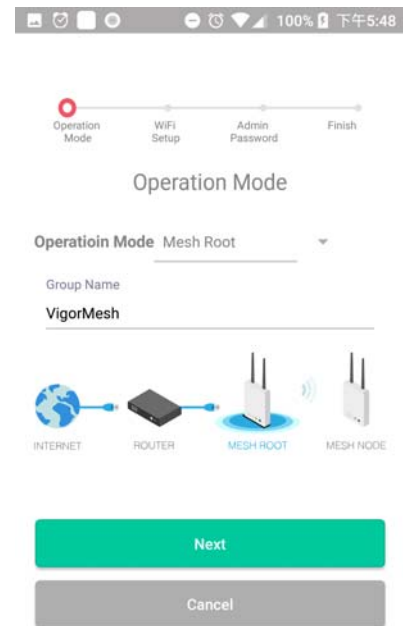 100% 下午5:48
Operation Mode
WiFi Setup
Admin Password
Finish
Operation Mode
Operatioin Mode Mesh Root
Group Name
VigorMesh
INTERNET ROUTER MESH ROOT MESH NODE
Next
Cancel